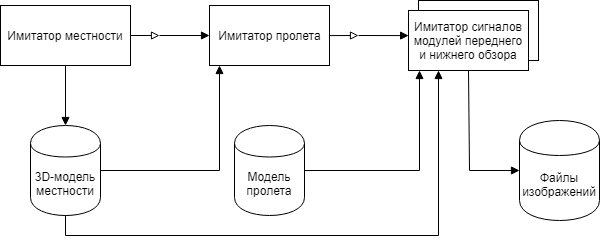 Имитатор местности
Имитатор пролета
Имитатор сигналов
модулей переднего
и нижнего обзора
3D-модель
местности
Модель
пролета
Файлы
изображений